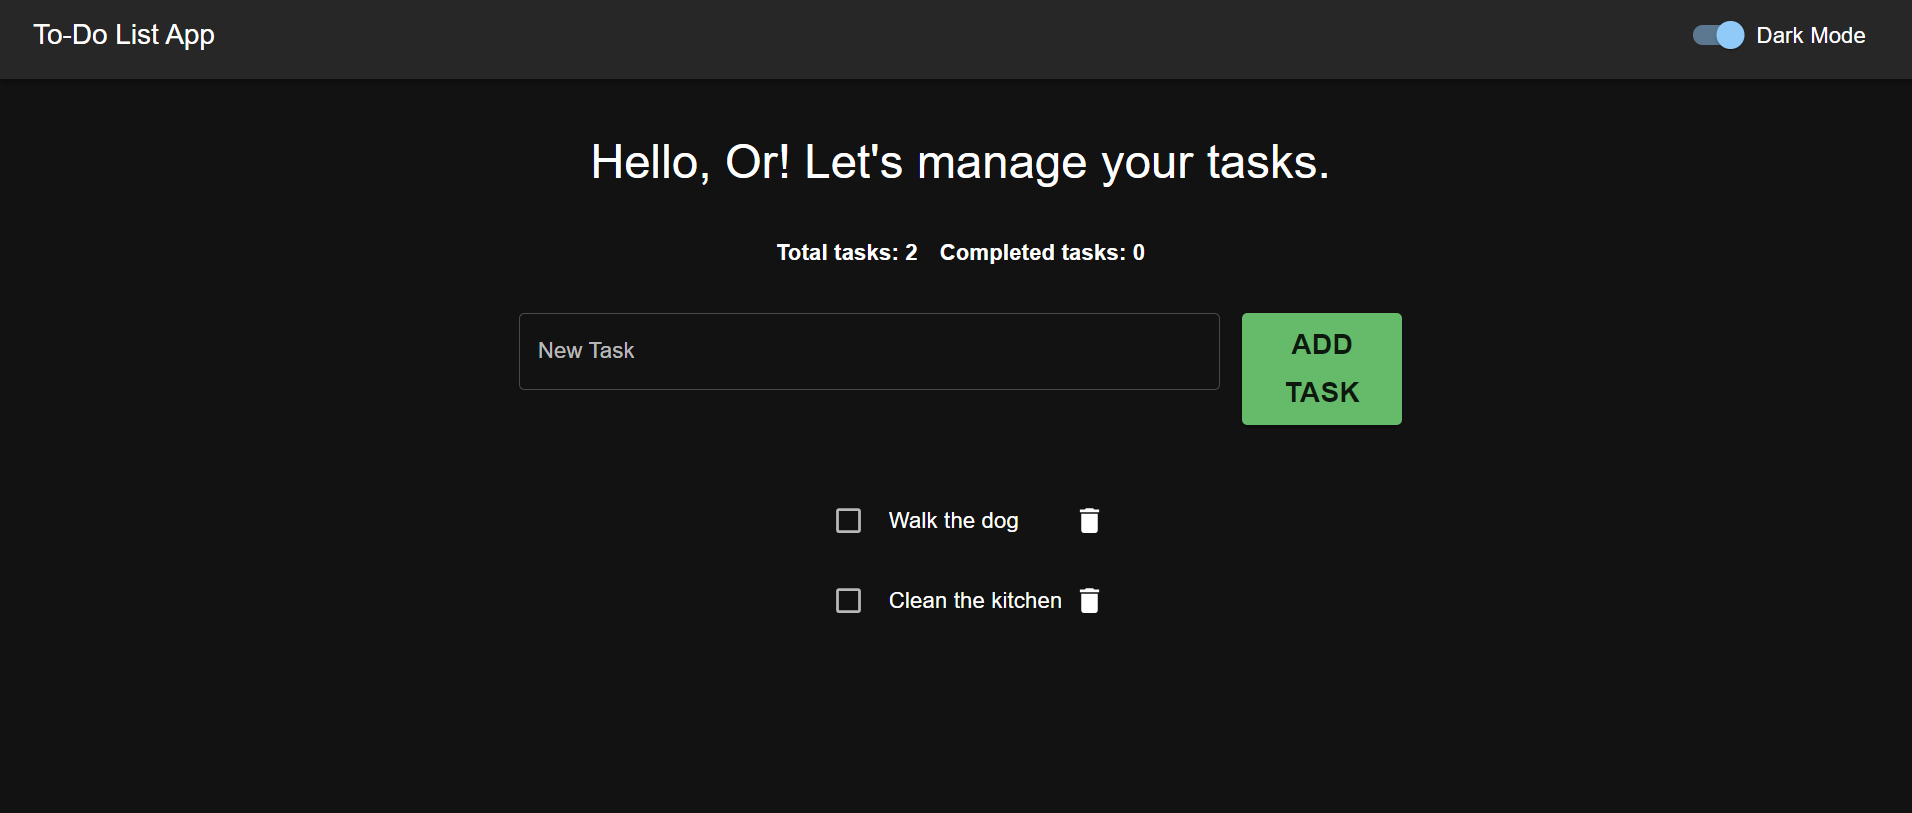 To-Do List App
Dark Mode
Hello, Or! Let's manage your tasks.
Total tasks: 2 Completed tasks: 0
New Task
ADD
TASK
Walk the dog
Clean the kitchen